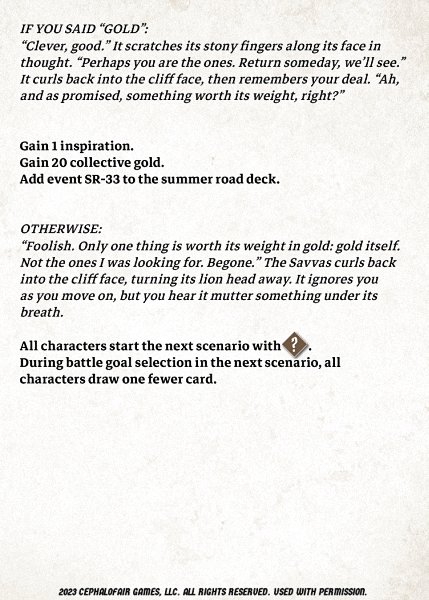 IF YOU SAID “GOLD”:
“Clever, good.” It scratches its stony fingers along its face in
thought. “Perhaps you are the ones. Return someday, we’ll see.”
It curls back into the cliff face, then remembers your deal. “Ah,
and as promised, something worth its weight, right?”
Gain 1 inspiration.
Gain 20 collective gold.
Add event SR-33 to the summer road deck.
OTHERWISE:
“Foolish. Only one thing is worth its weight in gold: gold itself.
Not the ones I was looking for. Begone.” The Savvas curls back
into the cliff face, turning its lion head away. It ignores you
as you move on, but you hear it mutter something under its
breath.
All characters start the next scenario with ?.
During battle goal selection in the next scenario, all
characters draw one fewer card.
2023 CEPHALOFAIR GAMES, LLC. ALL RIGHTS RESERVED. USED WITH PERMISSION.